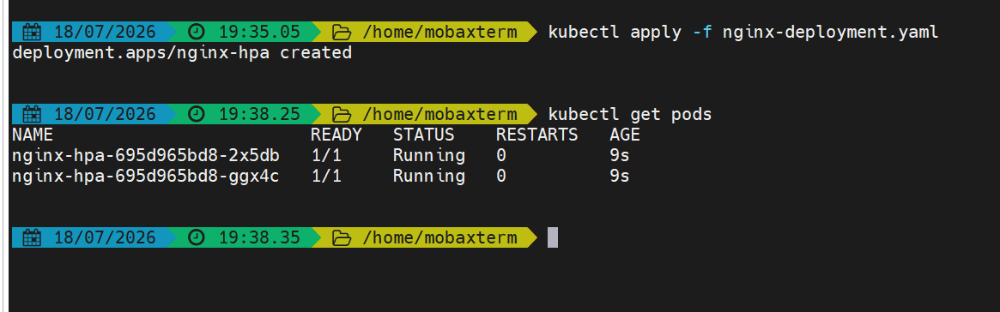 18/07/2026 19:35.05 /home/mobaxterm kubectl apply -f nginx-deployment.yaml
deployment.apps/nginx-hpa created
18/07/2026 19:38.25 /home/mobaxterm kubectl get pods
NAME READY STATUS RESTARTS AGE
nginx-hpa-695d965bd8-2x5db 1/1 Running 0 9s
nginx-hpa-695d965bd8-ggx4c 1/1 Running 0 9s
18/07/2026 19:38.35 /home/mobaxterm